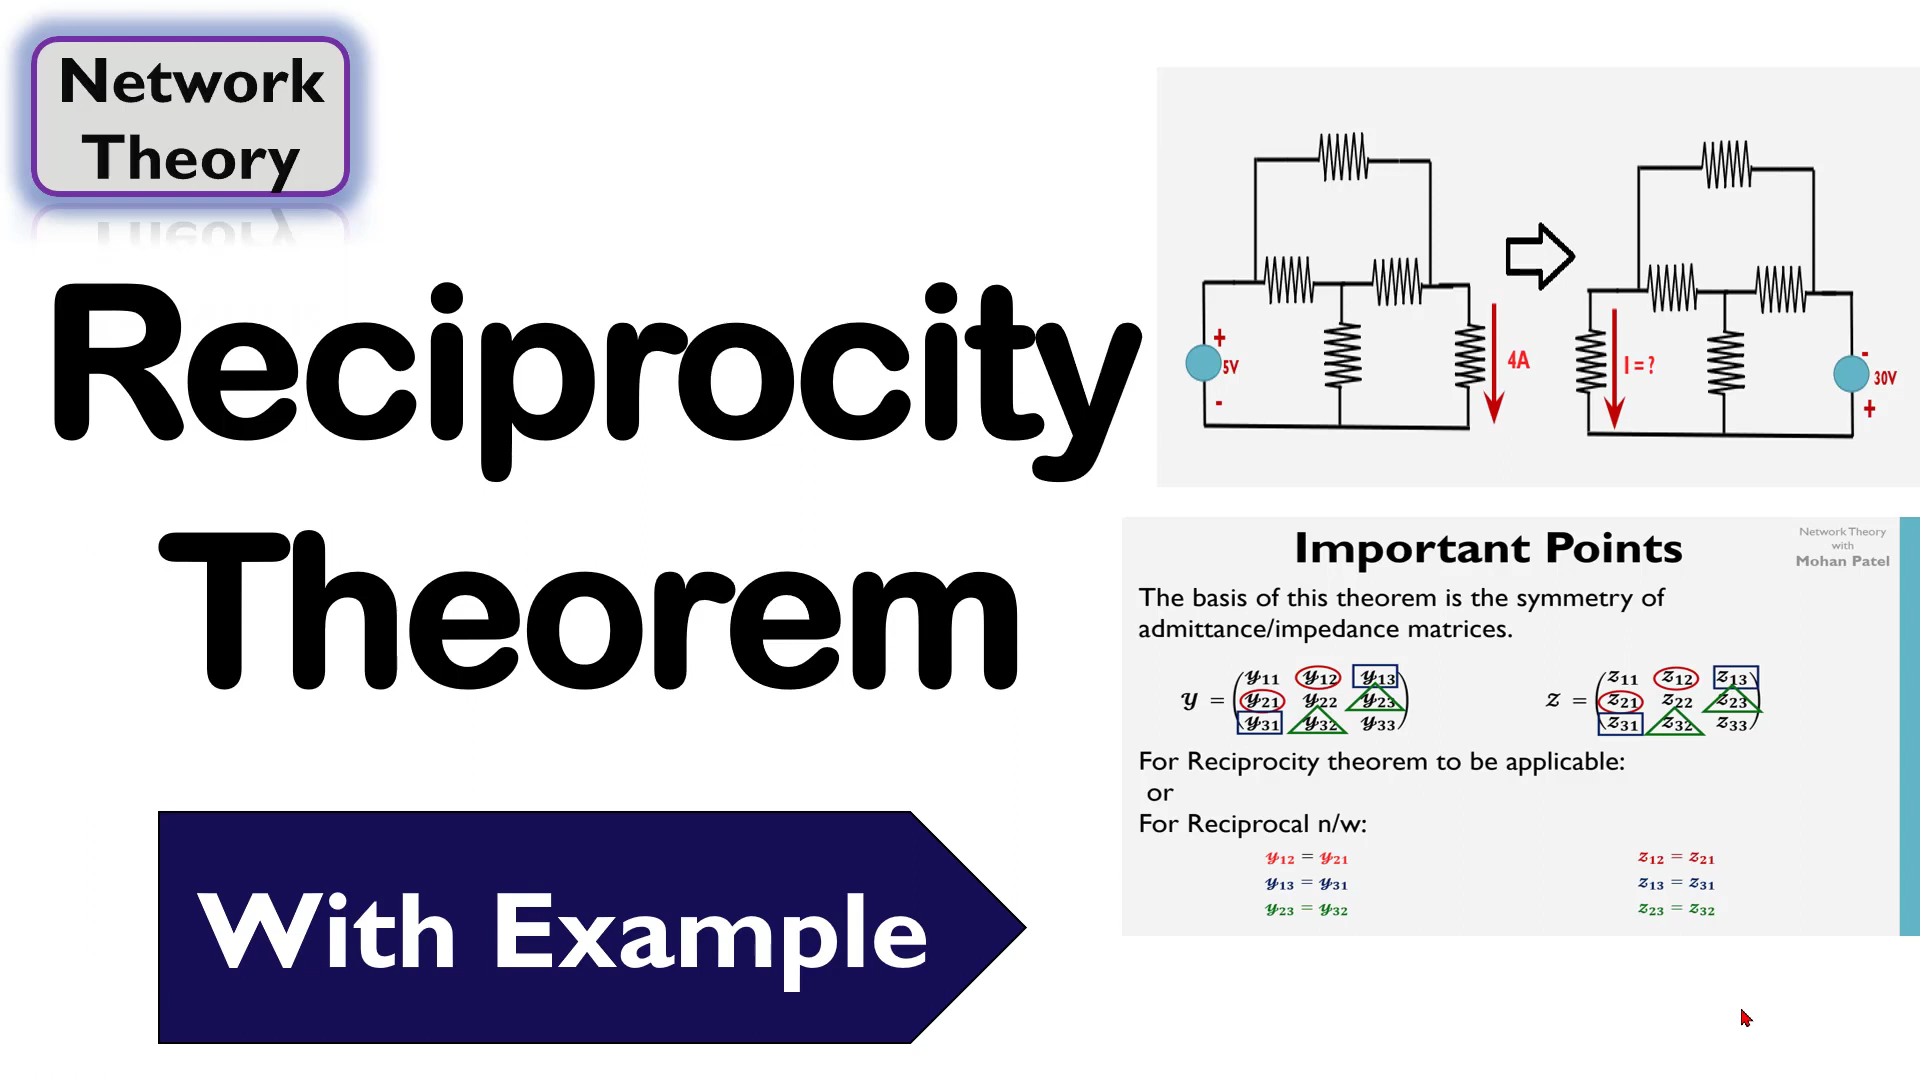 Network
Theory
Reciprocity
Theorem
With Example
+
5V
-
4A
I = ?
-
30V
+
Important Points
Network Theory
with
Mohan Patel
The basis of this theorem is the symmetry of
admittance/impedance matrices.
y = (y11 y12 y13
y21 y22 y23
y31 y32 y33)
z = (z11 z12 z13
z21 z22 z23
z31 z32 z33)
For Reciprocity theorem to be applicable:
or
For Reciprocal n/w:
y12 = y21
y13 = y31
y23 = y32
z12 = z21
z13 = z31
z23 = z32